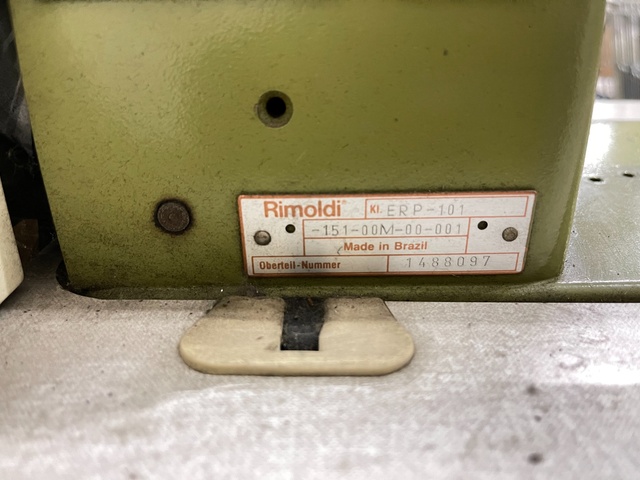 Rimoldi Kl. ERP-101
-151-00M-00-001
Made in Brazil
Oberteil-Nummer 1488097